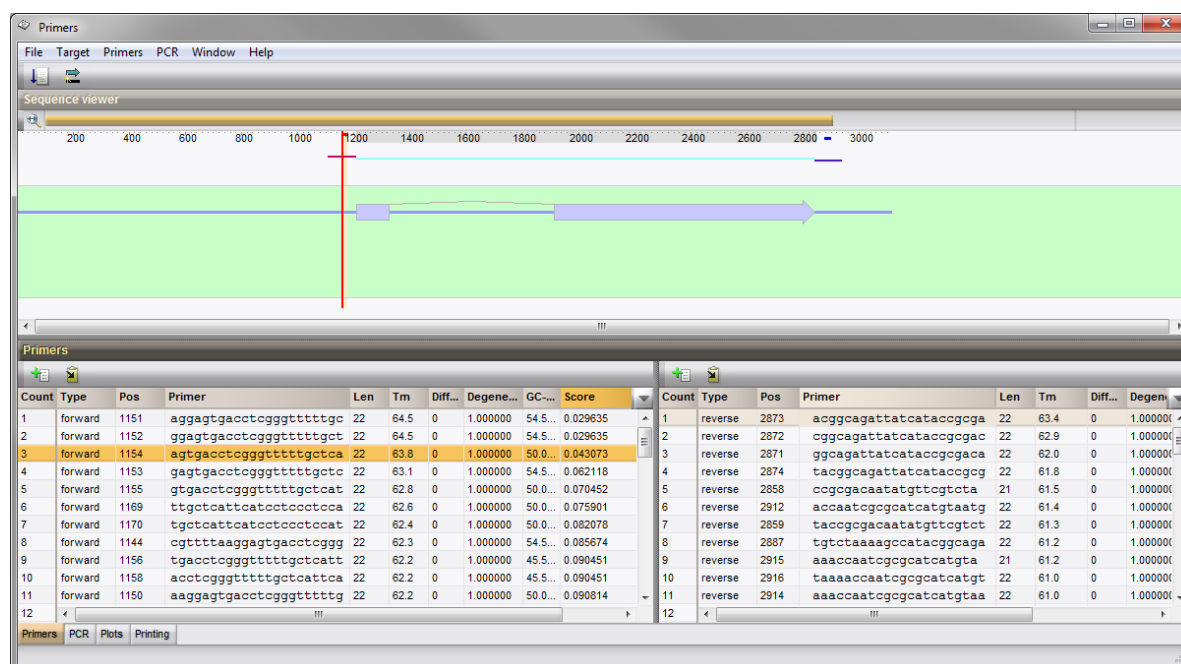 Primers
File Target Primers PCR Window Help
Sequence viewer
200 400 600 800 1000 1200 1400 1600 1800 2000 2200 2400 2600 2800 3000
Primers
Count Type Pos Primer Len Tm Diff... Degene... GC-... Score
1 forward 1151 aggagtgacctcgggtttttgc 22 64.5 0 1.000000 54.5... 0.029635
2 forward 1152 ggagtgacctcgggtttttgct 22 64.5 0 1.000000 54.5... 0.029635
3 forward 1154 agtgacctcgggtttttgctca 22 63.8 0 1.000000 50.0... 0.043073
4 forward 1153 gagtgacctcgggtttttgctc 22 63.1 0 1.000000 54.5... 0.062118
5 forward 1155 gtgacctcgggtttttgctcat 22 62.8 0 1.000000 50.0... 0.070452
6 forward 1169 ttgctcattcatcctccctcca 22 62.6 0 1.000000 50.0... 0.075901
7 forward 1170 tgctcattcatcctccctccat 22 62.4 0 1.000000 50.0... 0.082078
8 forward 1144 cgttttaaggagtgacctcggg 22 62.3 0 1.000000 54.5... 0.085674
9 forward 1156 tgacctcgggtttttgctcatt 22 62.2 0 1.000000 45.5... 0.090451
10 forward 1158 acctcgggtttttgctcattca 22 62.2 0 1.000000 45.5... 0.090451
11 forward 1150 aaggagtgacctcgggtttttg 22 62.2 0 1.000000 50.0... 0.090814
12
Count Type Pos Primer Len Tm Diff... Degen
1 reverse 2873 acggcagattatcataccgcga 22 63.4 0 1.000000
2 reverse 2872 cggcagattatcataccgcgac 22 62.9 0 1.000000
3 reverse 2871 ggcagattatcataccgcgaca 22 62.0 0 1.000000
4 reverse 2874 tacggcagattatcataccgcg 22 61.8 0 1.000000
5 reverse 2858 ccgcgacaatatgttcgtcta 21 61.5 0 1.000000
6 reverse 2912 accaatcgcgcatcatgtaatg 22 61.4 0 1.000000
7 reverse 2859 taccgcgacaatatgttcgtct 22 61.3 0 1.000000
8 reverse 2887 tgtctaaaagccatacggcaga 22 61.2 0 1.000000
9 reverse 2915 aaaccaatcgcgcatcatgta 21 61.2 0 1.000000
10 reverse 2916 taaaaccaatcgcgcatcatgt 22 61.0 0 1.000000
11 reverse 2914 aaaccaatcgcgcatcatgtaa 22 61.0 0 1.000000
12
Primers PCR Plots Printing